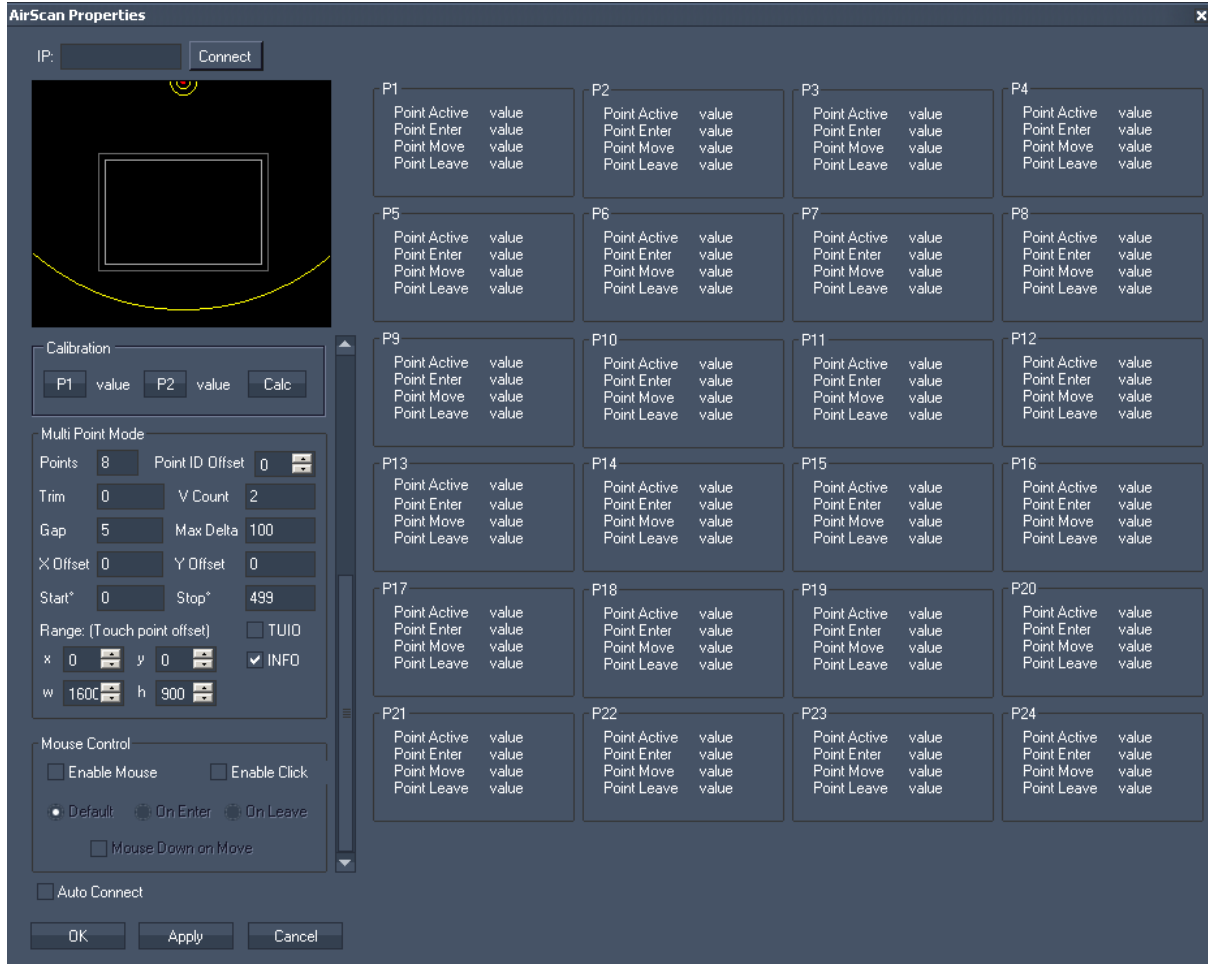 AirScan Properties
IP: Connect
Calibration
P1 value P2 value Calc
Multi Point Mode
Points 8 Point ID Offset 0
Trim 0 V Count 2
Gap 5 Max Delta 100
X Offset 0 Y Offset 0
Start° 0 Stop° 499
Range: (Touch point offset) TUIO
x 0 y 0 INFO
w 1600 h 900
Mouse Control
Enable Mouse Enable Click
Default On Enter On Leave
Mouse Down on Move
Auto Connect
OK Apply Cancel
P1 P2 P3 P4
Point Active value Point Active value Point Active value Point Active value
Point Enter value Point Enter value Point Enter value Point Enter value
Point Move value Point Move value Point Move value Point Move value
Point Leave value Point Leave value Point Leave value Point Leave value
P5 P6 P7 P8
Point Active value Point Active value Point Active value Point Active value
Point Enter value Point Enter value Point Enter value Point Enter value
Point Move value Point Move value Point Move value Point Move value
Point Leave value Point Leave value Point Leave value Point Leave value
P9 P10 P11 P12
Point Active value Point Active value Point Active value Point Active value
Point Enter value Point Enter value Point Enter value Point Enter value
Point Move value Point Move value Point Move value Point Move value
Point Leave value Point Leave value Point Leave value Point Leave value
P13 P14 P15 P16
Point Active value Point Active value Point Active value Point Active value
Point Enter value Point Enter value Point Enter value Point Enter value
Point Move value Point Move value Point Move value Point Move value
Point Leave value Point Leave value Point Leave value Point Leave value
P17 P18 P19 P20
Point Active value Point Active value Point Active value Point Active value
Point Enter value Point Enter value Point Enter value Point Enter value
Point Move value Point Move value Point Move value Point Move value
Point Leave value Point Leave value Point Leave value Point Leave value
P21 P22 P23 P24
Point Active value Point Active value Point Active value Point Active value
Point Enter value Point Enter value Point Enter value Point Enter value
Point Move value Point Move value Point Move value Point Move value
Point Leave value Point Leave value Point Leave value Point Leave value